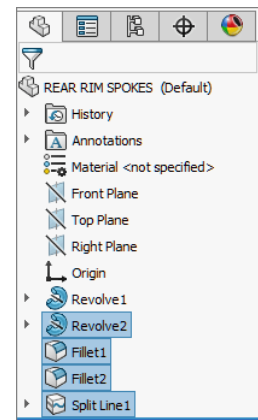 REAR RIM SPOKES (Default)
History
A Annotations
Material <not specified>
Front Plane
Top Plane
Right Plane
Origin
Revolve1
Revolve2
Fillet1
Fillet2
Split Line1